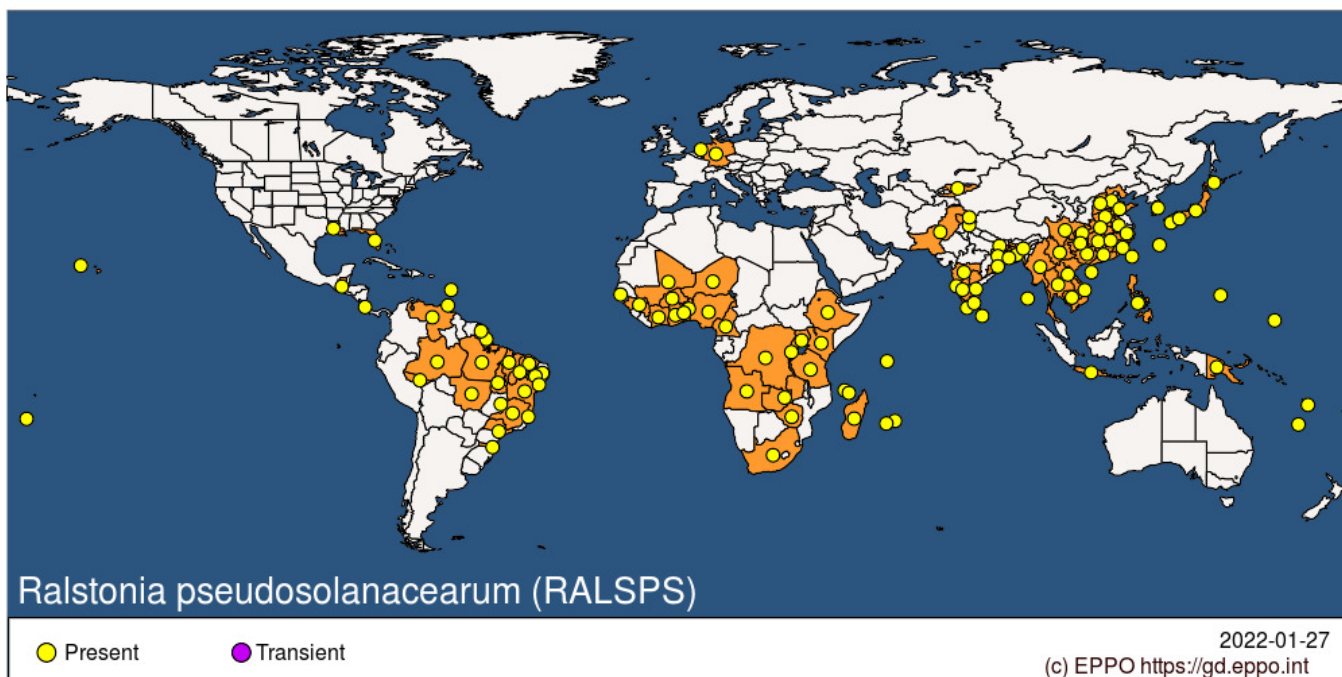 Ralstonia pseudosolanacearum (RALSPS)
Present
Transient
2022-01-27
(c) EPPO https://gd.eppo.int